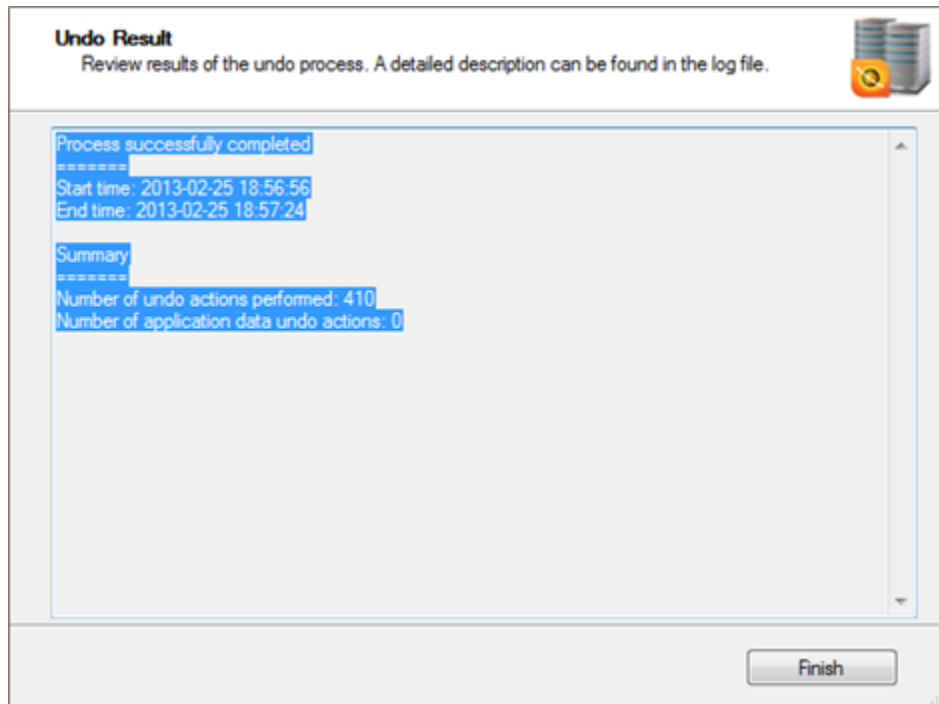 Undo Result
Review results of the undo process. A detailed description can be found in the log file.
Process successfully completed
=======
Start time: 2013-02-25 18:56:56
End time: 2013-02-25 18:57:24
Summary
=======
Number of undo actions performed: 410
Number of application data undo actions: 0
Finish